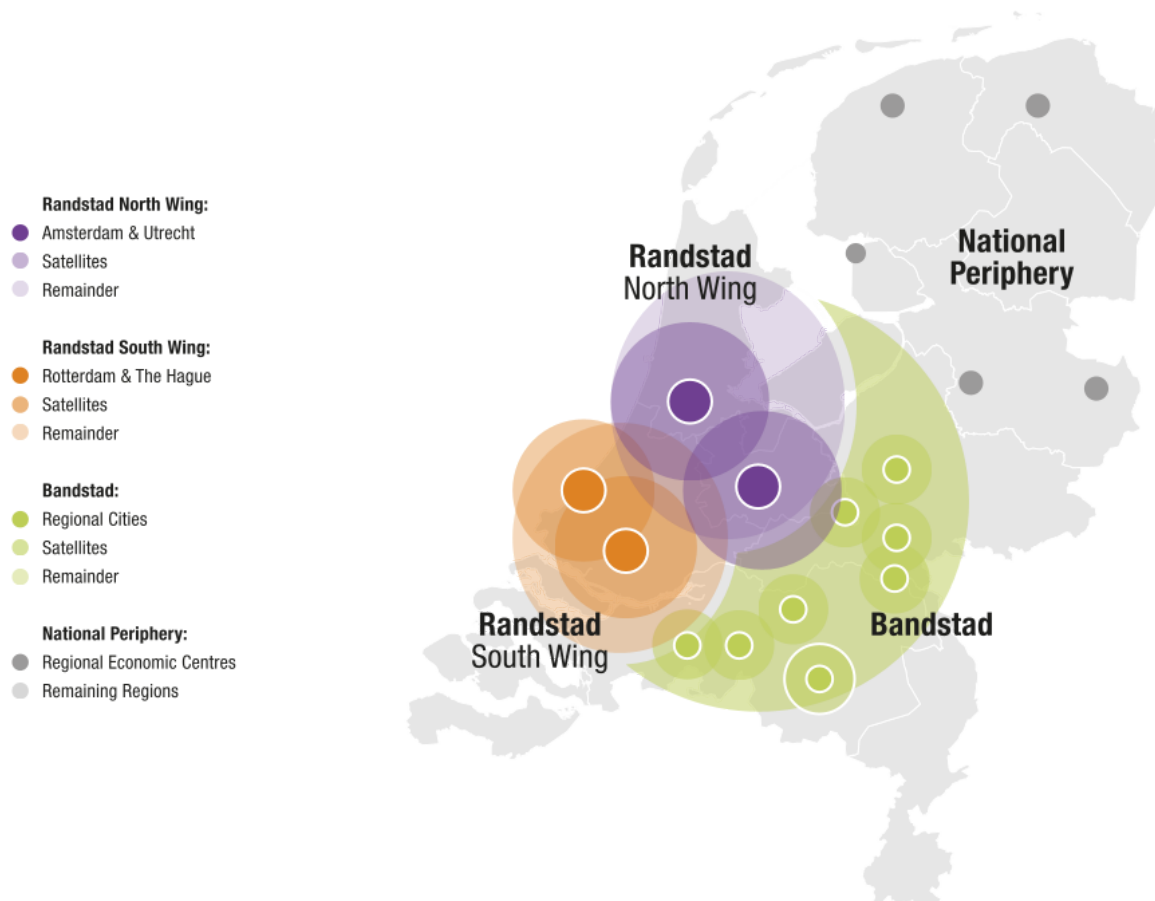 Randstad North Wing:
Amsterdam & Utrecht
Satellites
Remainder
Randstad South Wing:
Rotterdam & The Hague
Satellites
Remainder
Bandstad:
Regional Cities
Satellites
Remainder
National Periphery:
Regional Economic Centres
Remaining Regions
Randstad
North Wing
National
Periphery
Randstad
South Wing
Bandstad